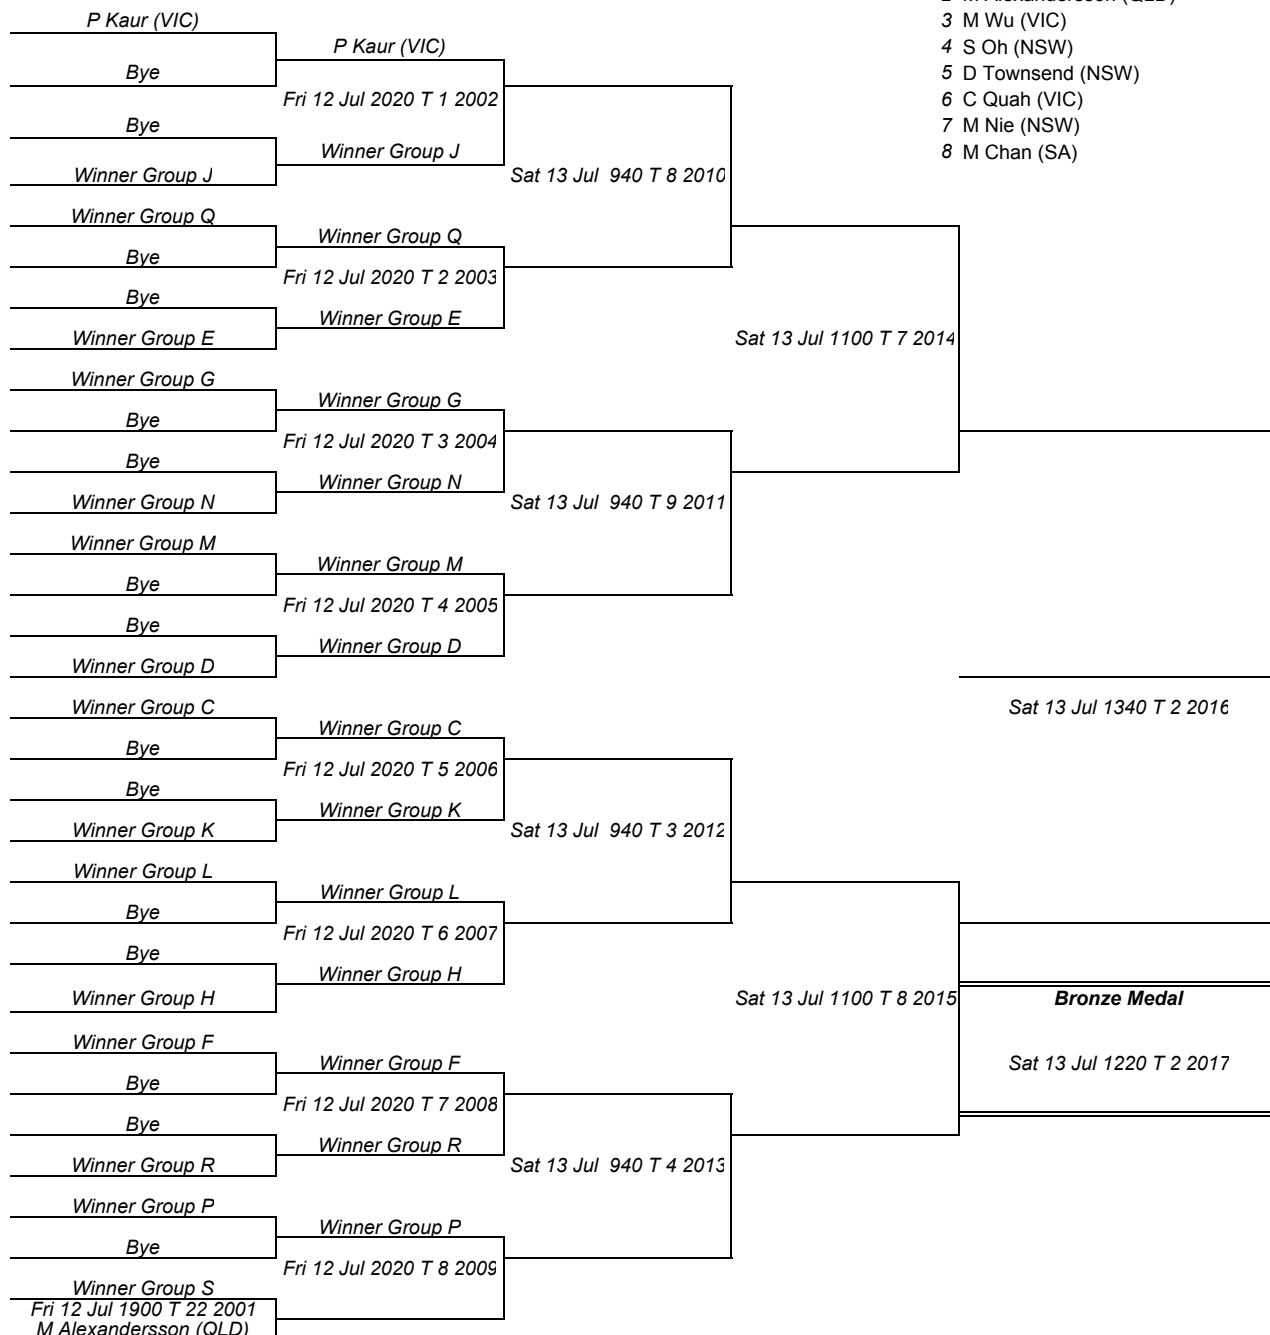 2 M Alexandersson (QLD)
3 M Wu (VIC)
4 S Oh (NSW)
5 D Townsend (NSW)
6 C Quah (VIC)
7 M Nie (NSW)
8 M Chan (SA)
P Kaur (VIC)
Bye
Bye
Winner Group J
Winner Group Q
Bye
Bye
Winner Group E
Winner Group G
Bye
Bye
Winner Group N
Winner Group M
Bye
Bye
Winner Group D
Winner Group C
Bye
Bye
Winner Group K
Winner Group L
Bye
Bye
Winner Group H
Winner Group F
Bye
Bye
Winner Group R
Winner Group P
Bye
Winner Group S
Fri 12 Jul 1900 T 22 2001
M Alexandersson (QLD)
P Kaur (VIC)
Fri 12 Jul 2020 T 1 2002
Winner Group J
Winner Group Q
Fri 12 Jul 2020 T 2 2003
Winner Group E
Winner Group G
Fri 12 Jul 2020 T 3 2004
Winner Group N
Winner Group M
Fri 12 Jul 2020 T 4 2005
Winner Group D
Winner Group C
Fri 12 Jul 2020 T 5 2006
Winner Group K
Winner Group L
Fri 12 Jul 2020 T 6 2007
Winner Group H
Winner Group F
Fri 12 Jul 2020 T 7 2008
Winner Group R
Winner Group P
Fri 12 Jul 2020 T 8 2009
Sat 13 Jul 940 T 8 2010
Sat 13 Jul 940 T 9 2011
Sat 13 Jul 940 T 3 2012
Sat 13 Jul 940 T 4 2013
Sat 13 Jul 1100 T 7 2014
Sat 13 Jul 1100 T 8 2015
Sat 13 Jul 1340 T 2 2016
Bronze Medal
Sat 13 Jul 1220 T 2 2017